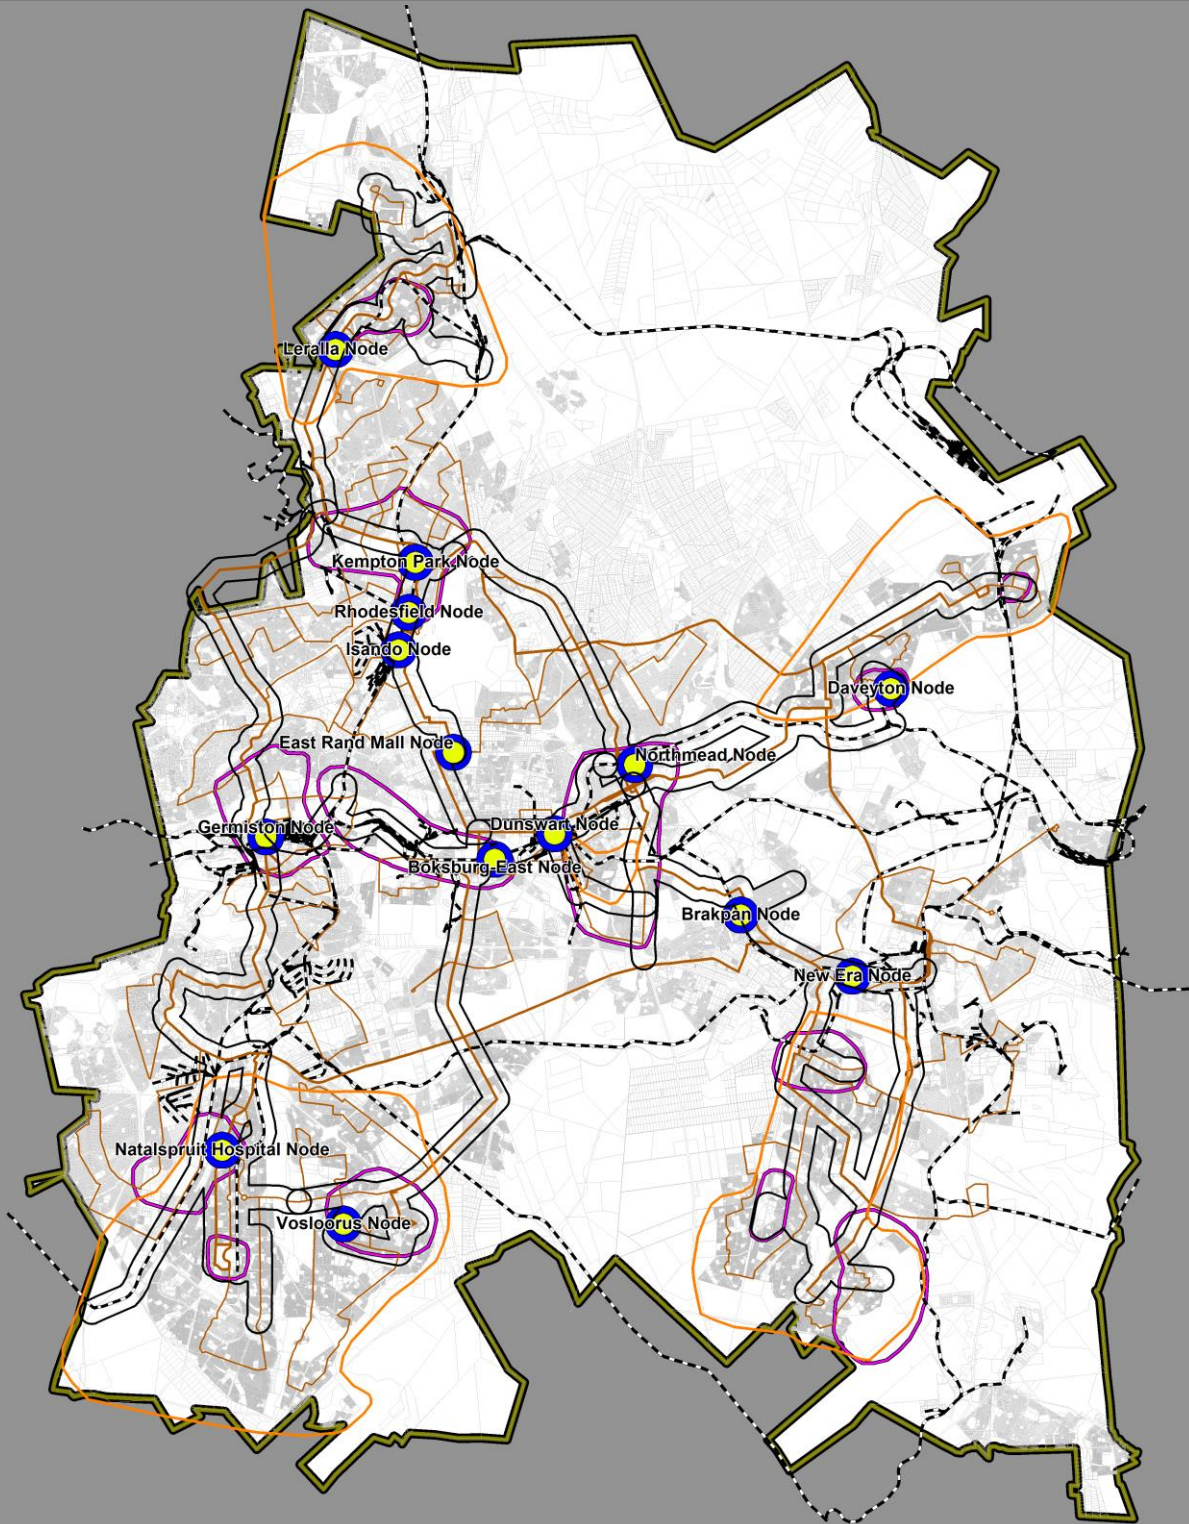 Leralla Node
Kempton Park Node
Rhodesfield Node
Isando Node
Daveyton Node
East Rand Mall Node
Northmead Node
Germiston Node
Dunswart Node
Boksburg-East Node
Brakpan Node
New Era Node
Natalspruit Hospital Node
Vosloorus Node